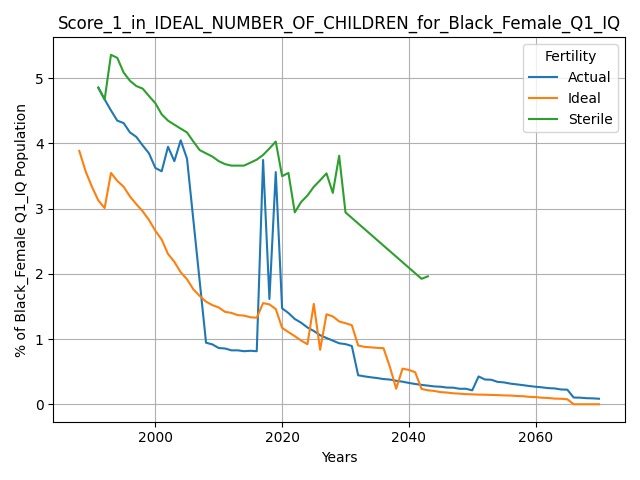 Score_1_in_IDEAL_NUMBER_OF_CHILDREN_for_Black_Female_Q1_IQ
Fertility
Actual
Ideal
Sterile
% of Black_Female Q1_IQ Population
5
4
3
2
1
0
2000
2020
2040
2060
Years